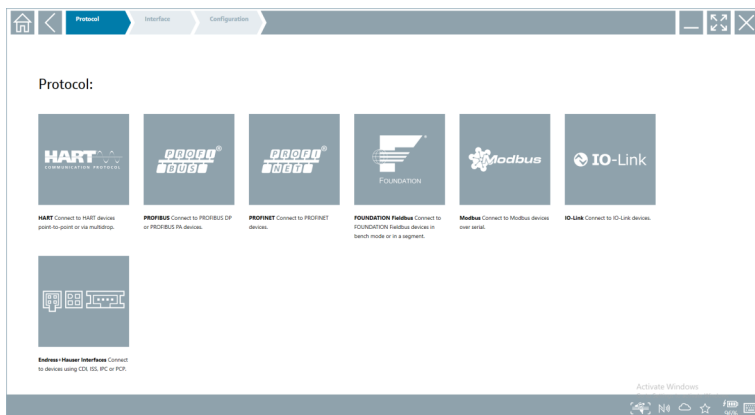 Protocol
Interface
Configuration
Protocol:
HART
COMMUNICATION PROTOCOL
PROFI
BUS
PROFI
NET
FOUNDATION
Modbus
IO-Link
HART Connect to HART devices
point-to-point or via multidrop.
PROFIBUS Connect to PROFIBUS DP
or PROFIBUS PA devices.
PROFINET Connect to PROFINET
devices.
FOUNDATION Fieldbus Connect to
FOUNDATION Fieldbus devices in
bench mode or in a segment.
Modbus Connect to Modbus devices
over serial.
IO-Link Connect to IO-Link devices.
Endress+Hauser Interfaces Connect
to devices using CDI, ISS, IPC or PCP.
Activate Windows